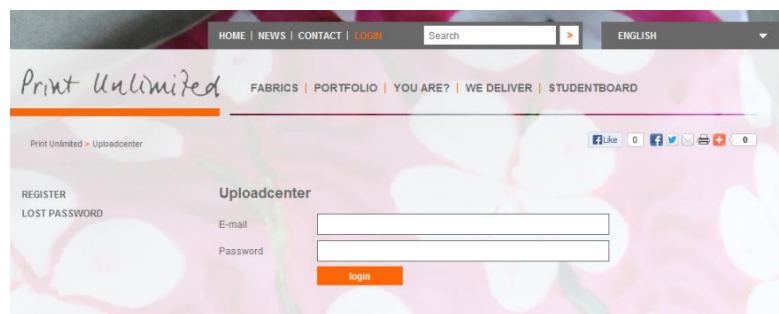 HOME | NEWS | CONTACT | LOGIN Search > ENGLISH
Print Unlimited FABRICS | PORTFOLIO | YOU ARE? | WE DELIVER | STUDENTBOARD
Print Unlimited > Uploadcenter Like 0 0
REGISTER
LOST PASSWORD
Uploadcenter
E-mail
Password
login